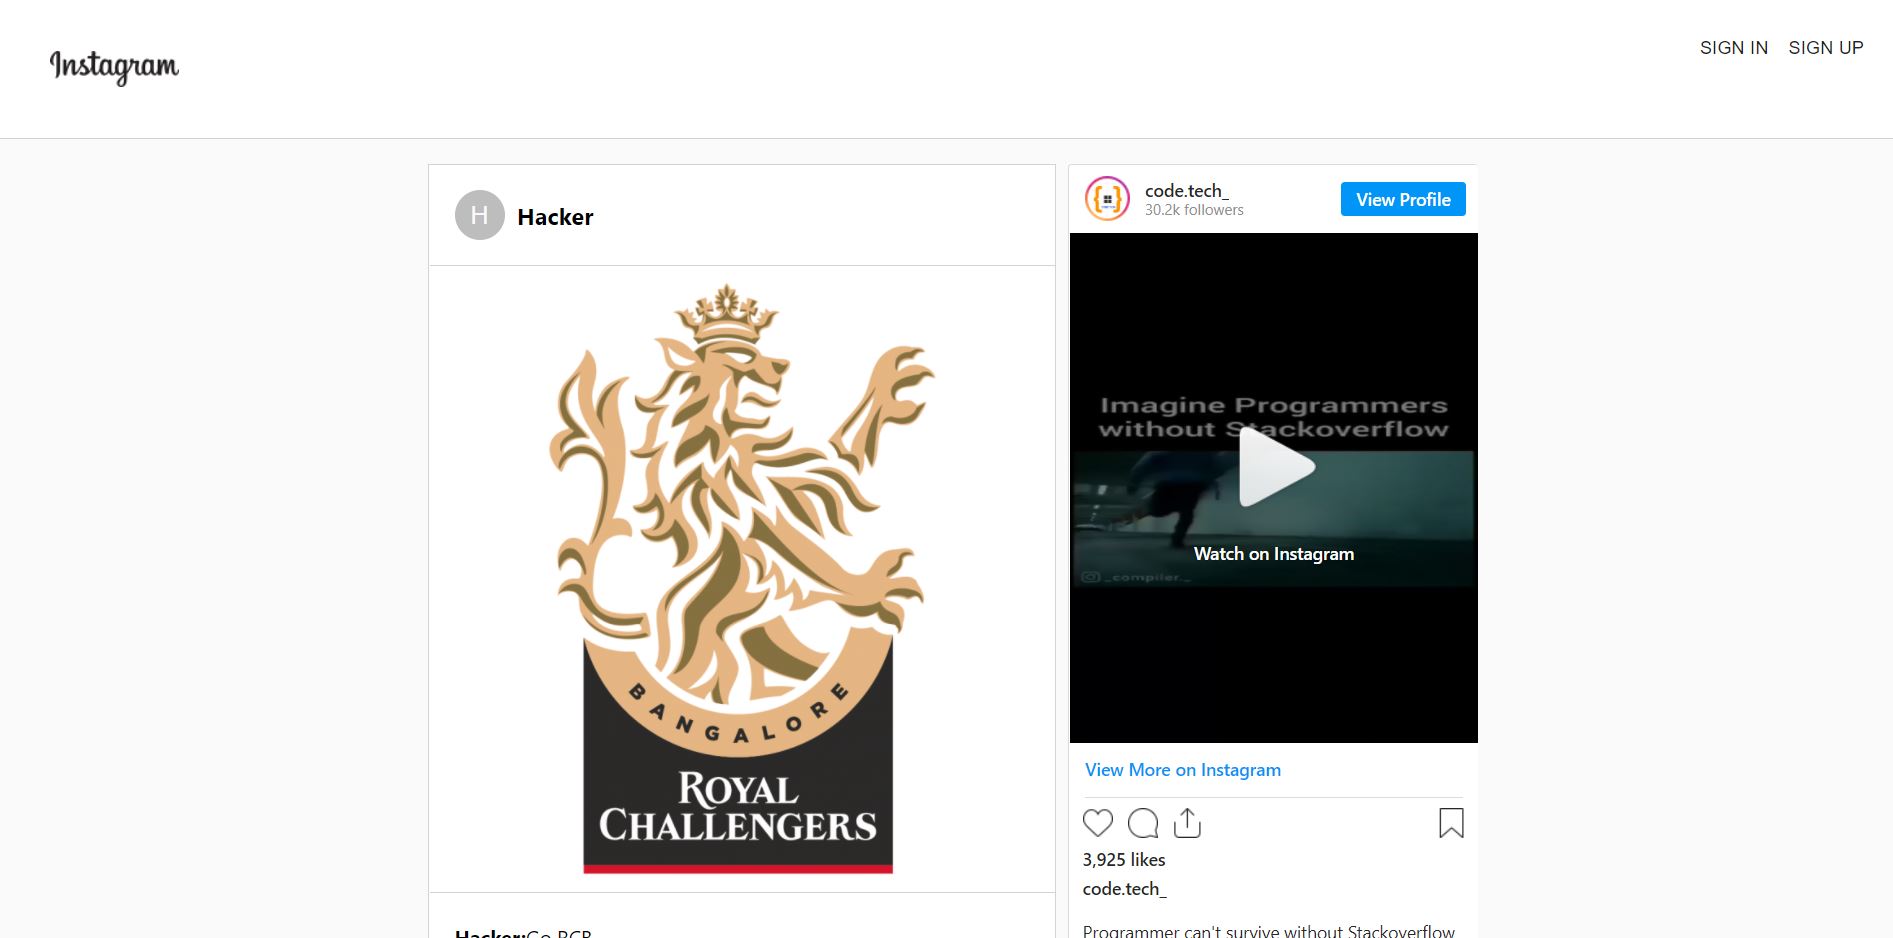 Instagram
SIGN IN SIGN UP
H
Hacker
BANGALORE
ROYAL
CHALLENGERS
Hacker:Go RCB
code.tech_
30.2k followers
View Profile
Imagine Programmers
without Stackoverflow
Watch on Instagram
_compiler._
View More on Instagram
3,925 likes
code.tech_
Programmer can't survive without Stackoverflow